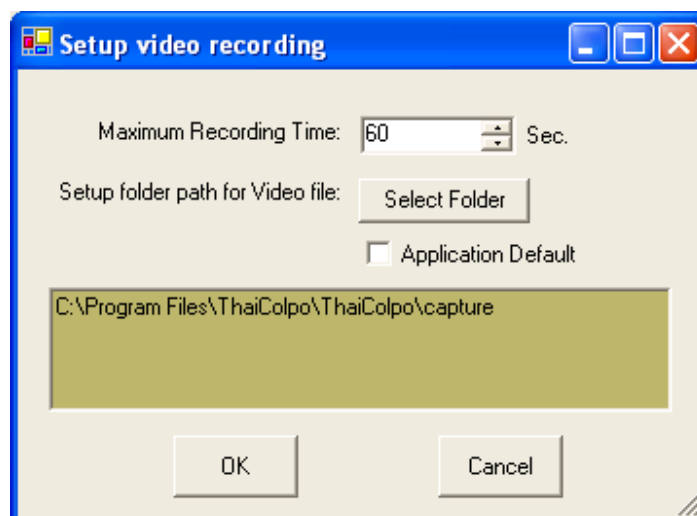 Setup video recording
Maximum Recording Time: 60 Sec.
Setup folder path for Video file: Select Folder
Application Default
C:\Program Files\ThaiColpo\ThaiColpo\capture
OK Cancel